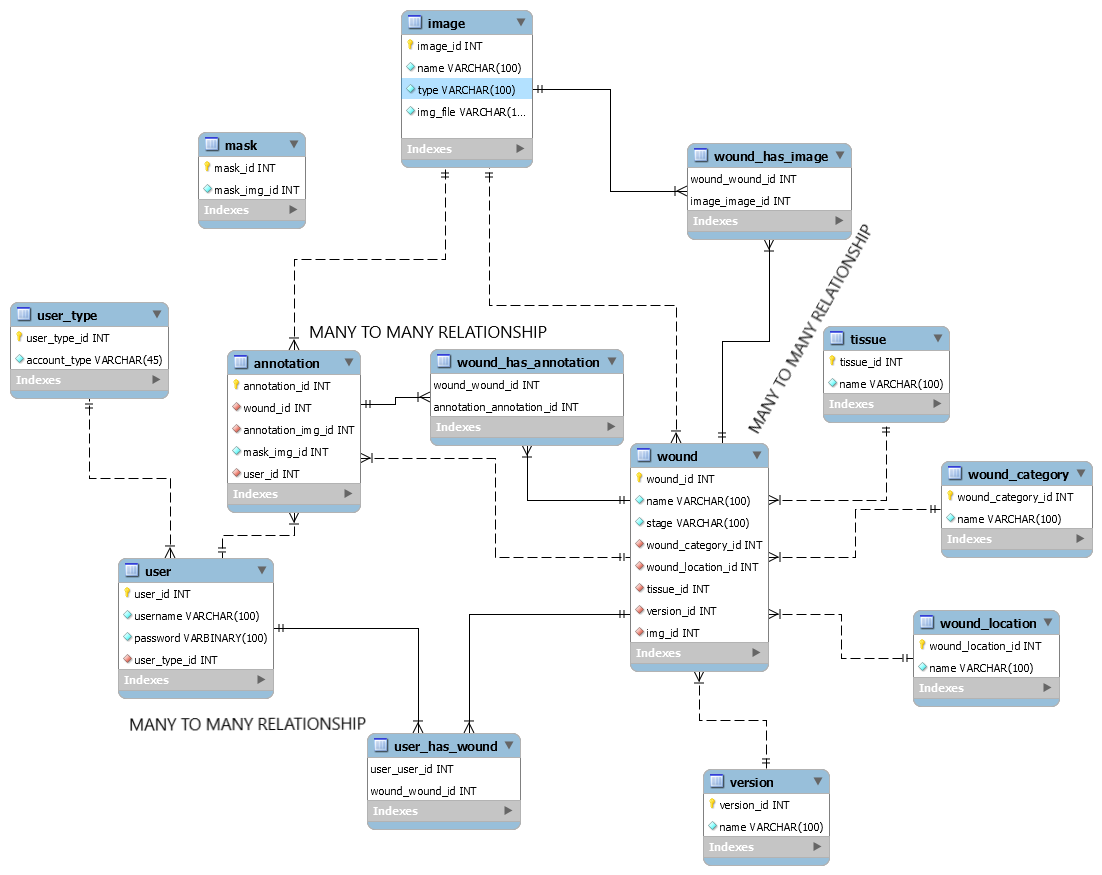 image
image_id INT
name VARCHAR(100)
type VARCHAR(100)
img_file VARCHAR(1...
Indexes
mask
mask_id INT
mask_img_id INT
Indexes
wound_has_image
wound_wound_id INT
image_image_id INT
Indexes
MANY TO MANY RELATIONSHIP
user_type
user_type_id INT
account_type VARCHAR(45)
Indexes
MANY TO MANY RELATIONSHIP
annotation
annotation_id INT
wound_id INT
annotation_img_id INT
mask_img_id INT
user_id INT
Indexes
wound_has_annotation
wound_wound_id INT
annotation_annotation_id INT
Indexes
tissue
tissue_id INT
name VARCHAR(100)
Indexes
wound
wound_id INT
name VARCHAR(100)
stage VARCHAR(100)
wound_category_id INT
wound_location_id INT
tissue_id INT
version_id INT
img_id INT
Indexes
wound_category
wound_category_id INT
name VARCHAR(100)
Indexes
user
user_id INT
username VARCHAR(100)
password VARBINARY(100)
user_type_id INT
Indexes
wound_location
wound_location_id INT
name VARCHAR(100)
Indexes
MANY TO MANY RELATIONSHIP
user_has_wound
user_user_id INT
wound_wound_id INT
Indexes
version
version_id INT
name VARCHAR(100)
Indexes